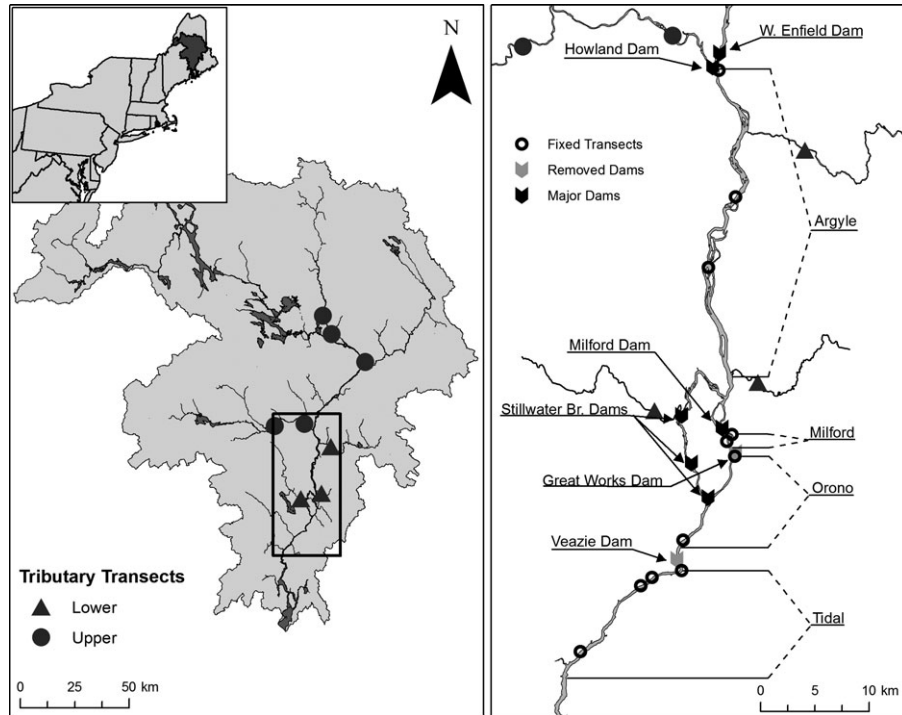 N
Tributary Transects
Lower
Upper
0 25 50 km
W. Enfield Dam
Howland Dam
Fixed Transects
Removed Dams
Major Dams
Argyle
Milford Dam
Stillwater Br. Dams
Milford
Great Works Dam
Orono
Veazie Dam
Tidal
0 5 10 km